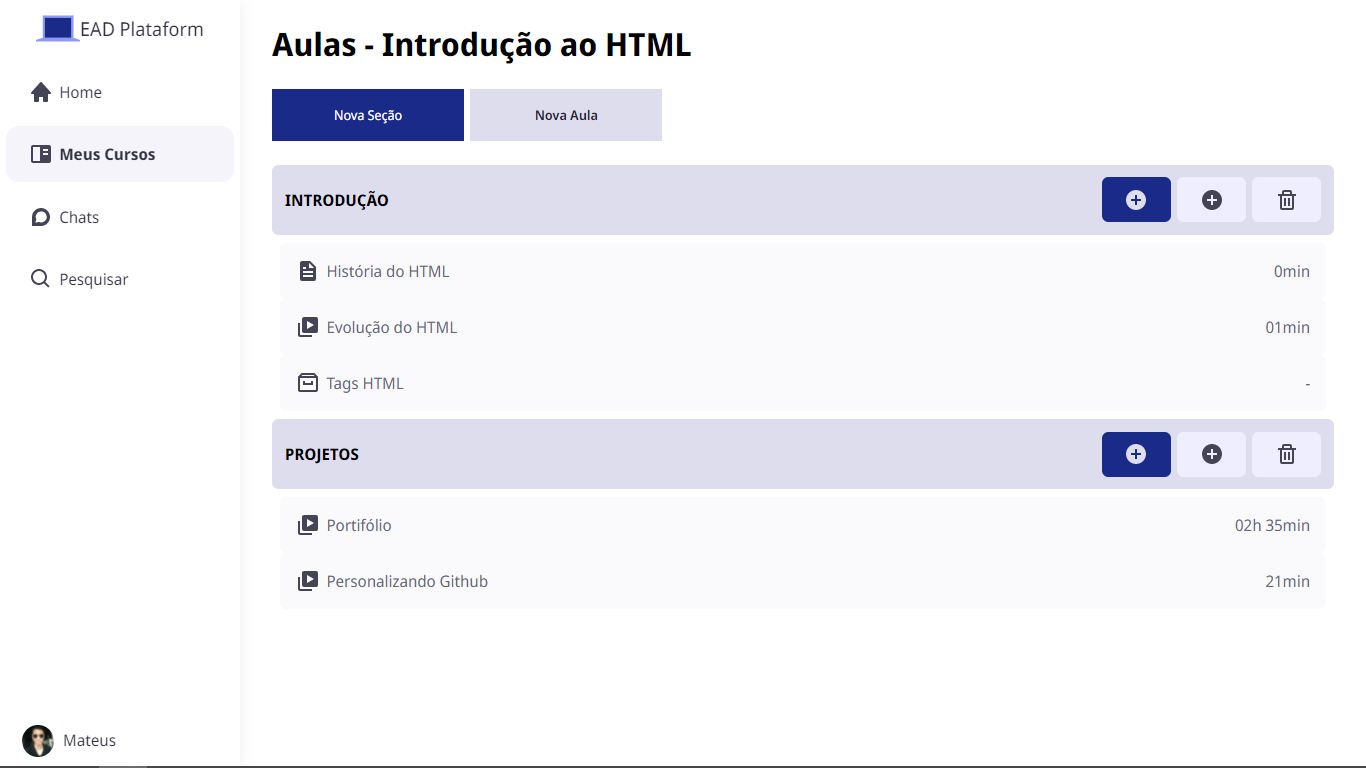 EAD Plataform
Home
Meus Cursos
Chats
Pesquisar
Mateus
Aulas - Introdução ao HTML
Nova Seção
Nova Aula
INTRODUÇÃO
História do HTML 0min
Evolução do HTML 01min
Tags HTML -
PROJETOS
Portifólio 02h 35min
Personalizando Github 21min